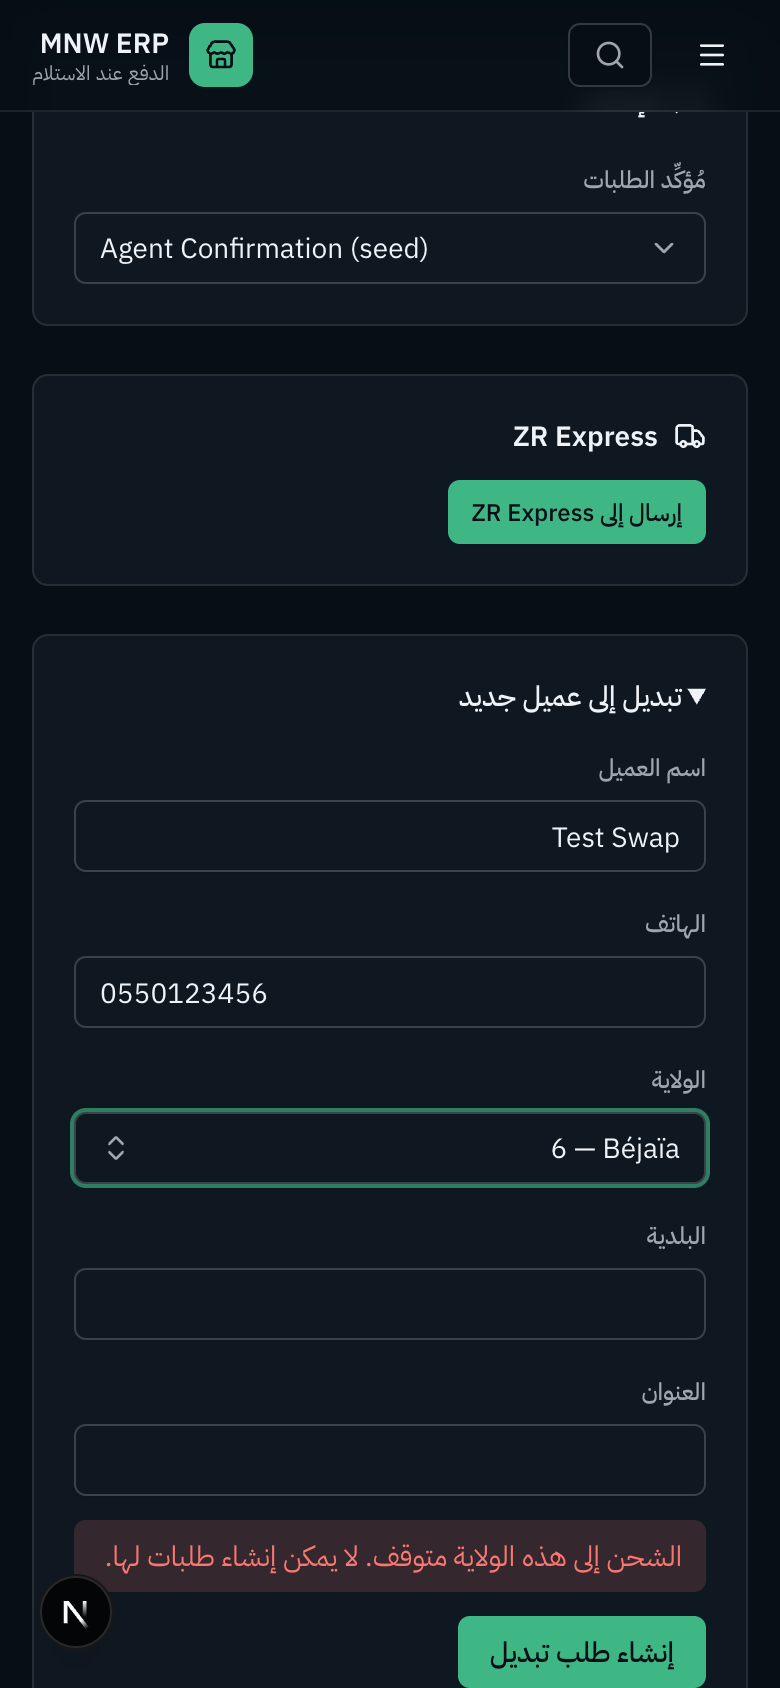 MNW ERP
الدفع عند الاستلام
مُؤكِّد الطلبات
Agent Confirmation (seed)
ZR Express
إرسال إلى ZR Express
تبديل إلى عميل جديد
اسم العميل
Test Swap
الهاتف
0550123456
الولاية
6 — Béjaïa
البلدية
العنوان
الشحن إلى هذه الولاية متوقف. لا يمكن إنشاء طلبات لها.
N
إنشاء طلب تبديل